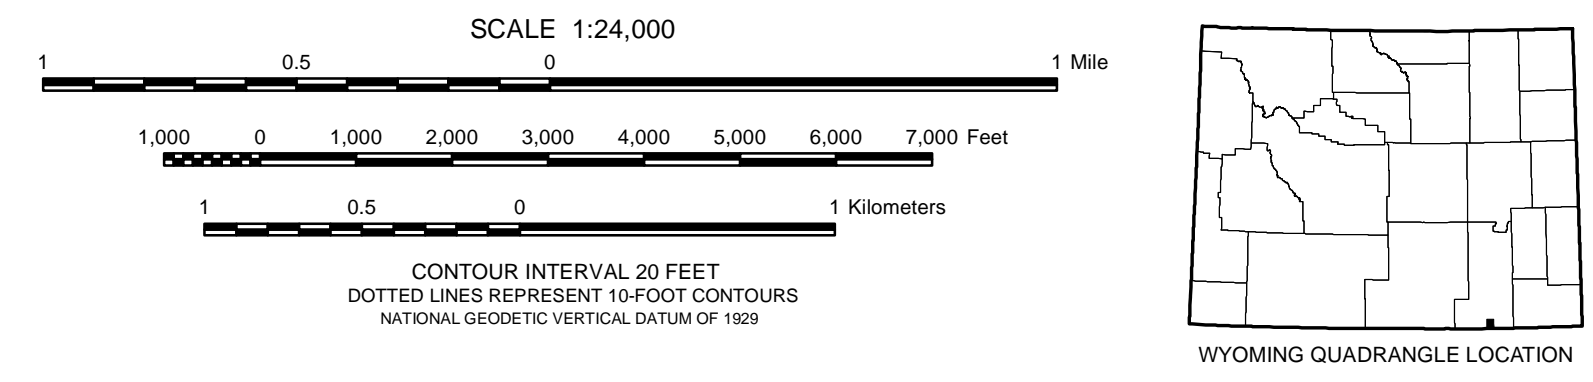 SCALE 1:24,000
1 0.5 0 1 Mile
1,000 0 1,000 2,000 3,000 4,000 5,000 6,000 7,000 Feet
1 0.5 0 1 Kilometers
CONTOUR INTERVAL 20 FEET
DOTTED LINES REPRESENT 10-FOOT CONTOURS
NATIONAL GEODETIC VERTICAL DATUM OF 1929
WYOMING QUADRANGLE LOCATION